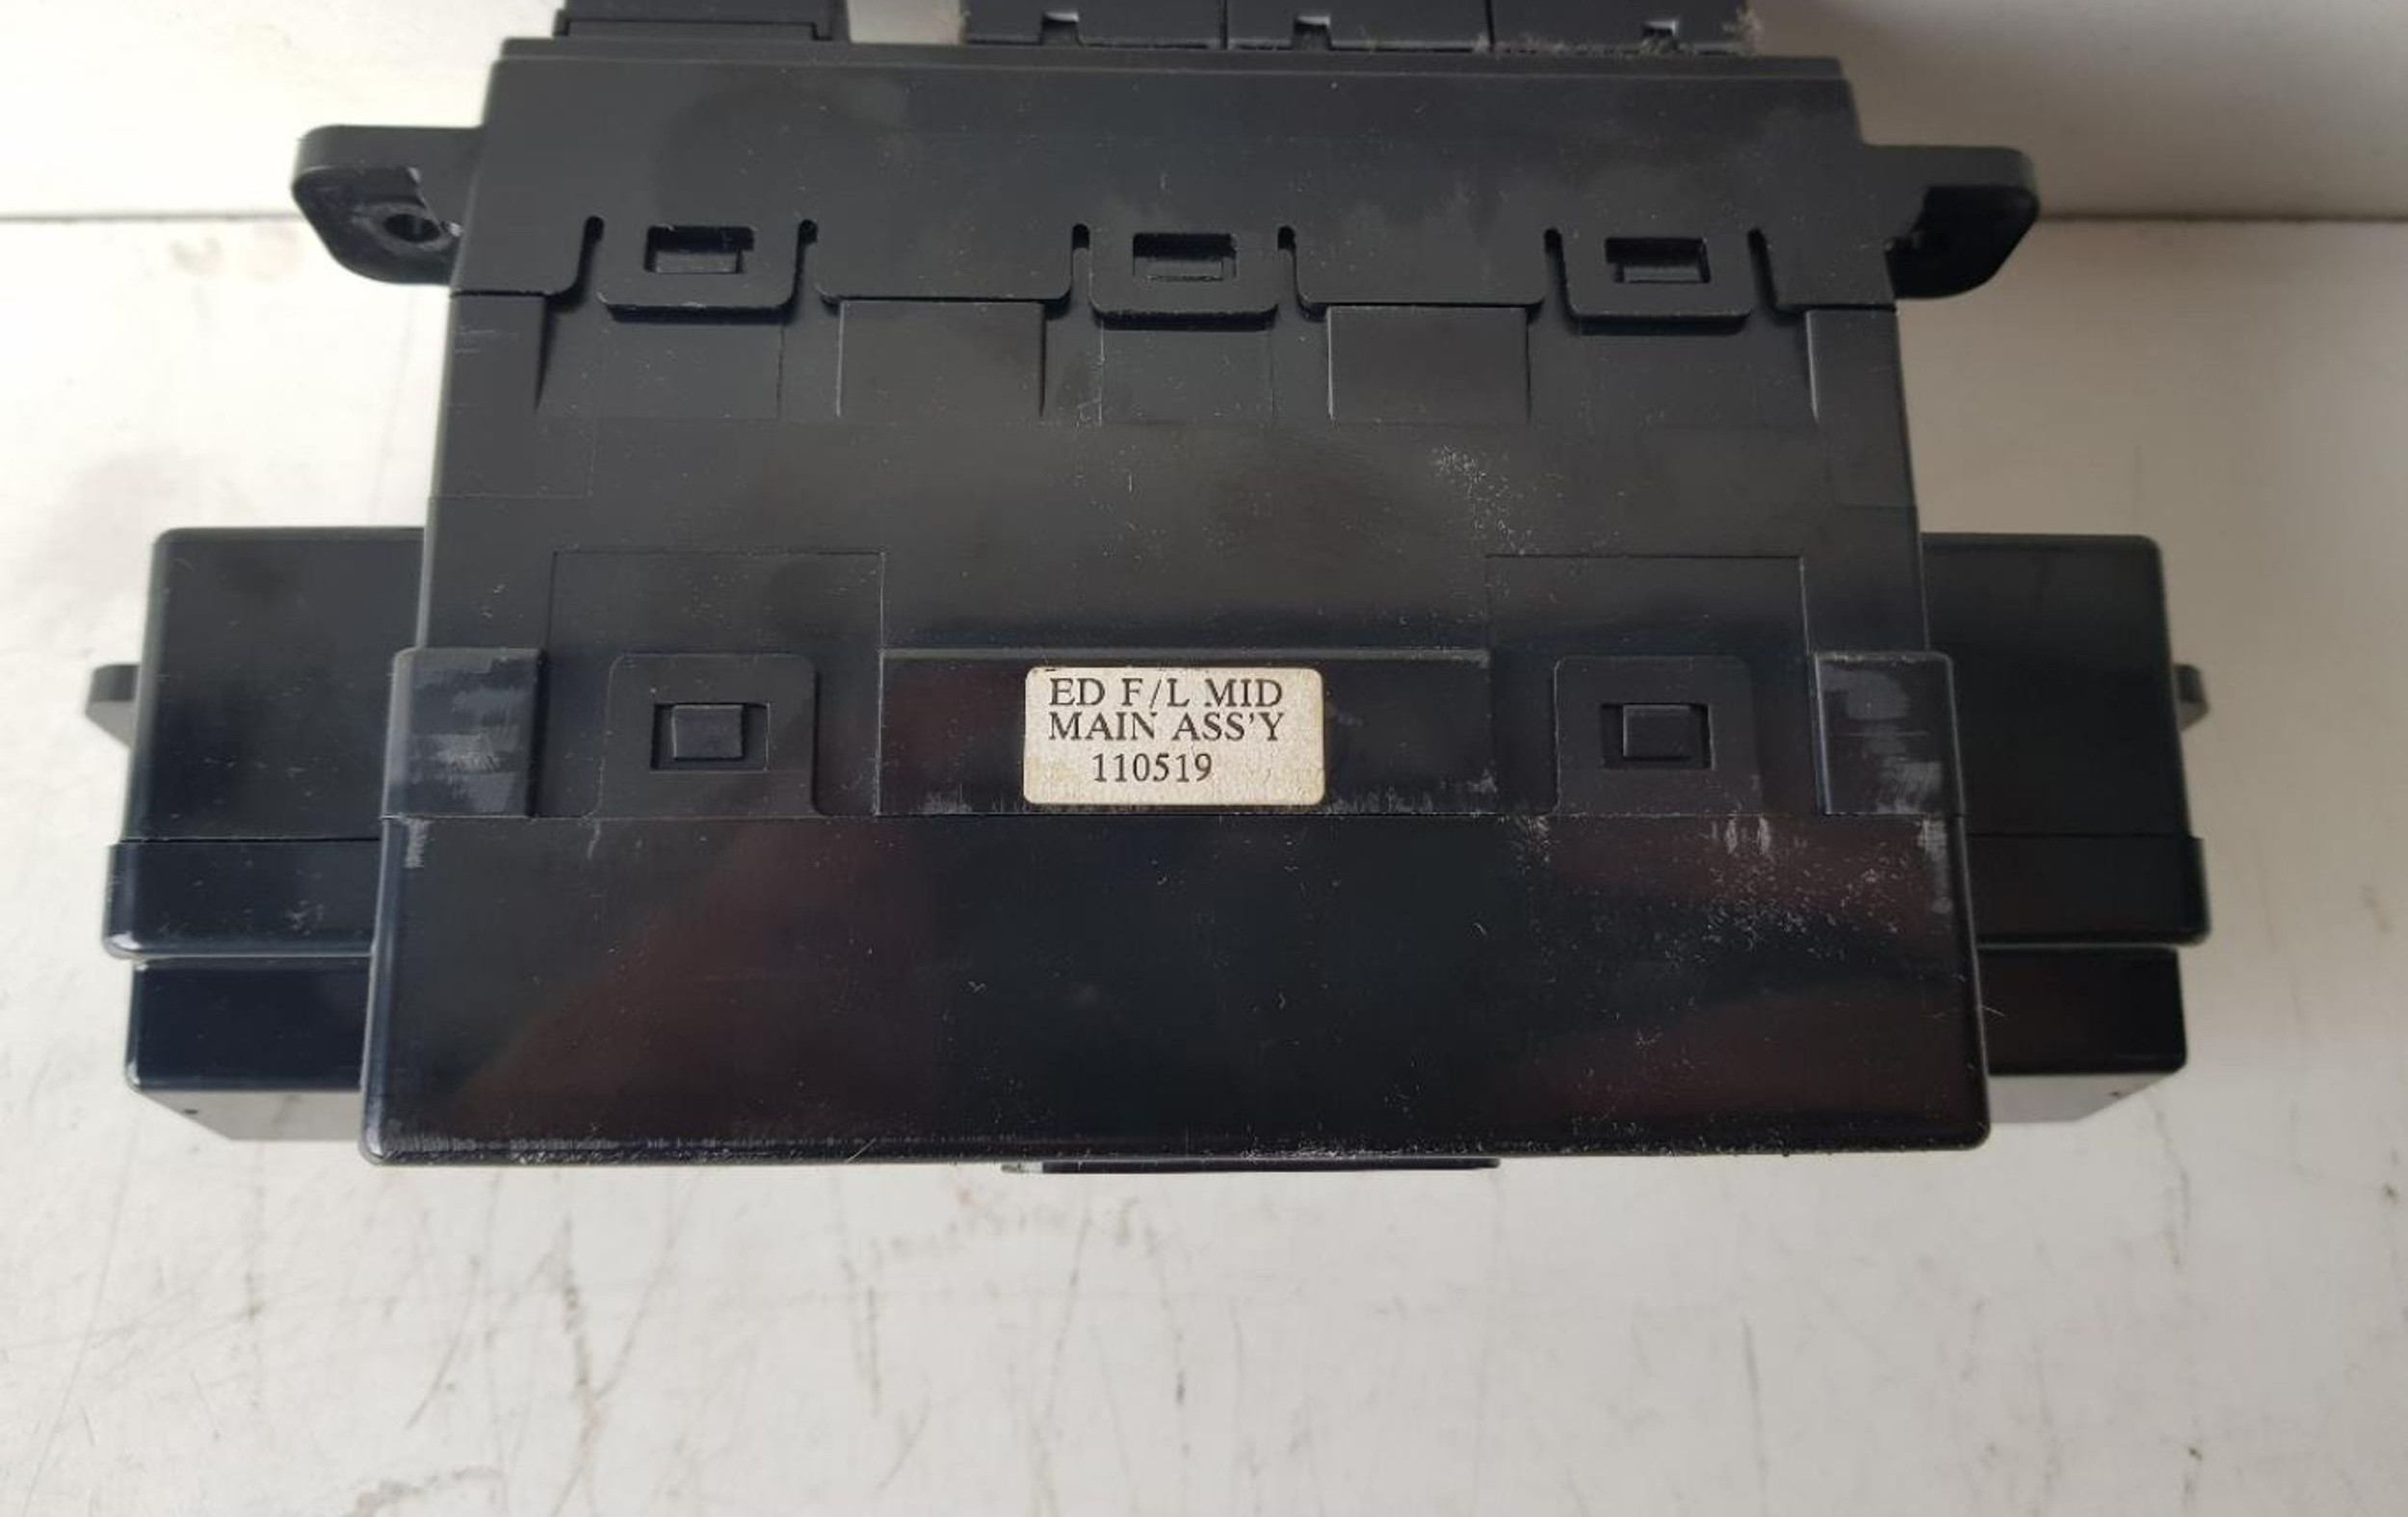 ED F/L MID
MAIN ASS'Y
110519